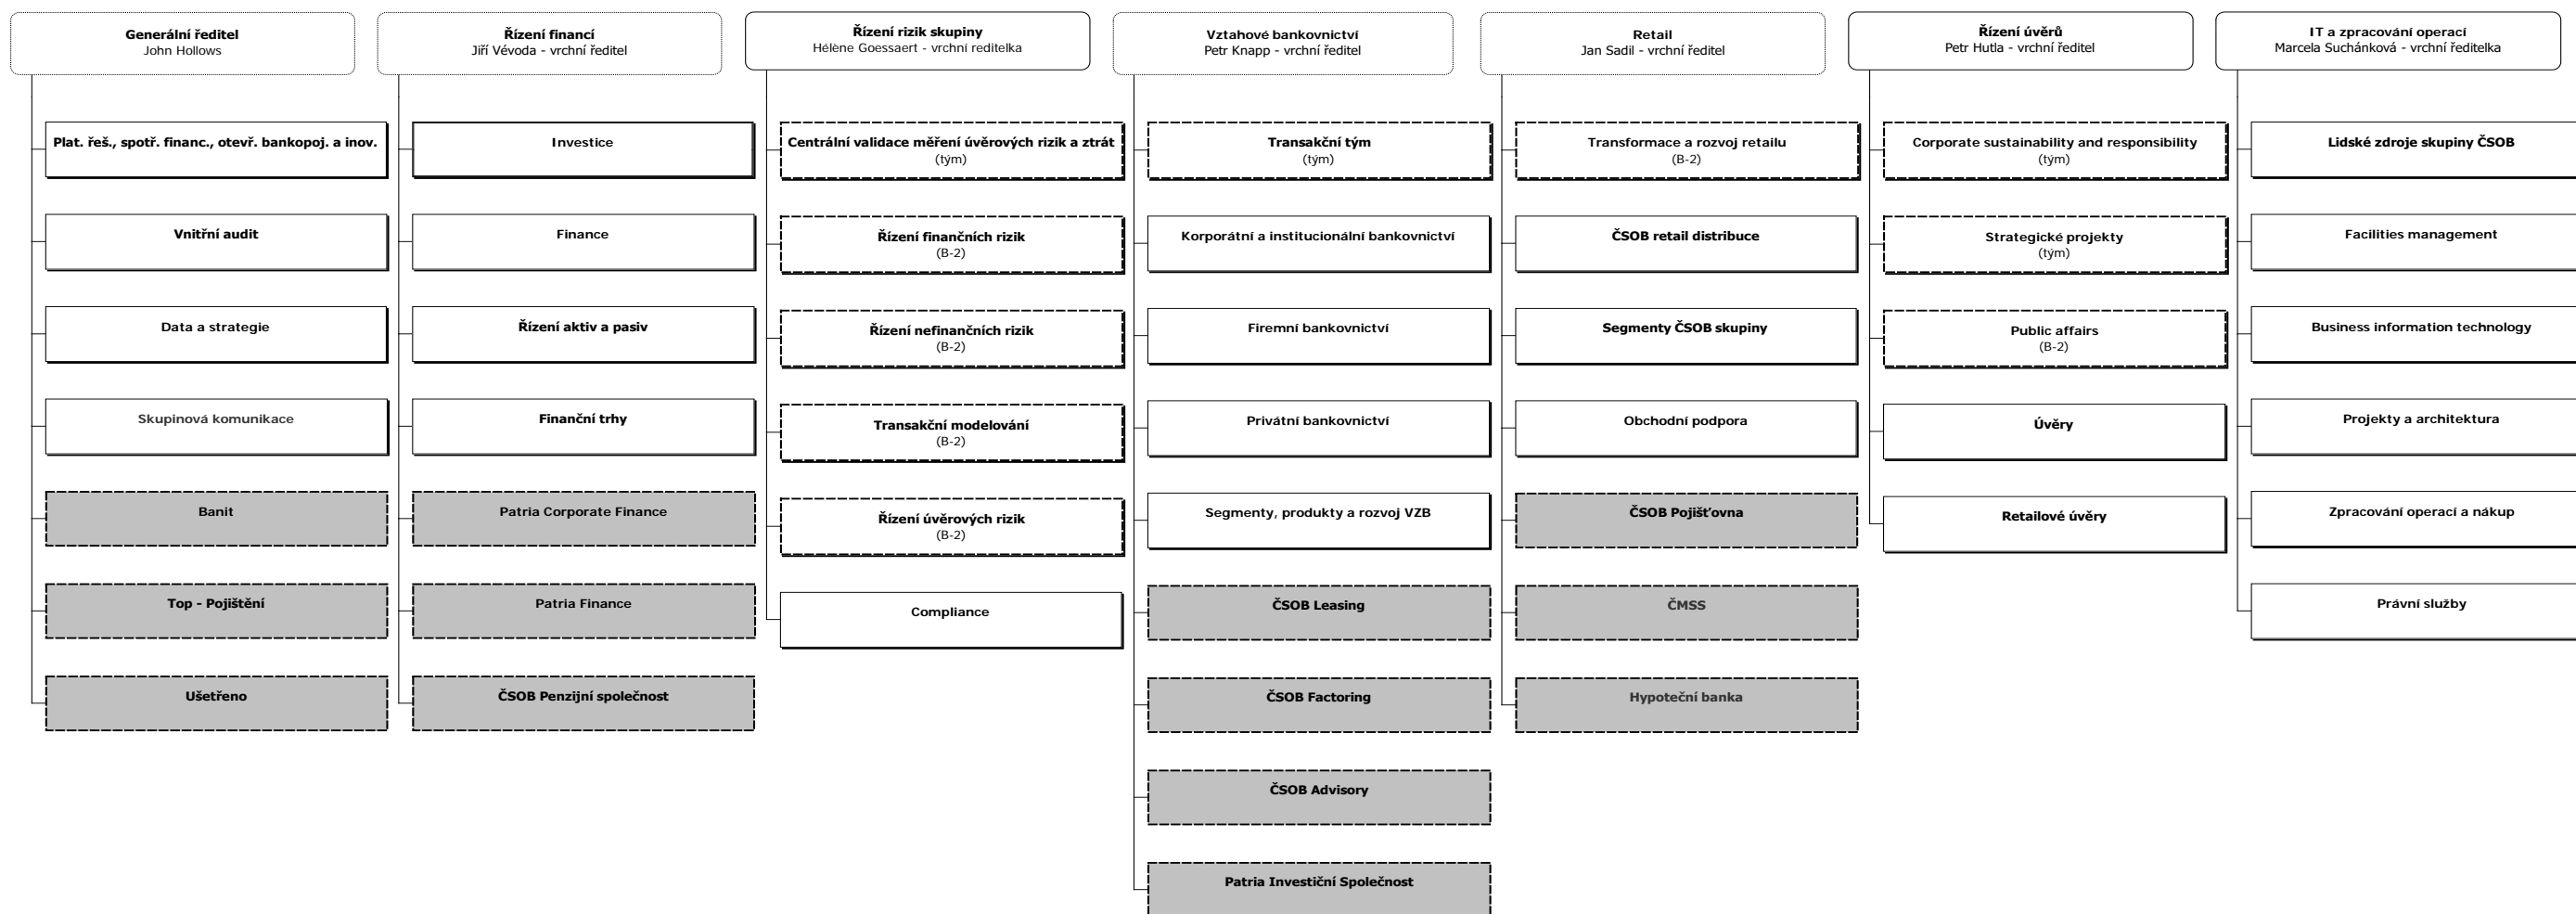 Generální ředitel
John Hollows
Plat. řeš., spotř. financ., otevř. bankopoj. a inov.
Vnitřní audit
Data a strategie
Skupinová komunikace
Banit
Top - Pojištění
Ušetřeno
Řízení financí
Jiří Vévoda - vrchní ředitel
Investice
Finance
Řízení aktiv a pasiv
Finanční trhy
Patria Corporate Finance
Patria Finance
ČSOB Penzijní společnost
Řízení rizik skupiny
Hélène Goessaert - vrchní reditelka
Centrální validace měření úvěrových rizik a ztrát
(tým)
Řízení finančních rizik
(B-2)
Řízení nefinančních rizik
(B-2)
Transakční modelování
(B-2)
Řízení úvěrových rizik
(B-2)
Compliance
Vztahové bankovnictví
Petr Knapp - vrchní ředitel
Transakční tým
(tým)
Korporátní a institucionální bankovnictví
Firemní bankovnictví
Privátní bankovnictví
Segmenty, produkty a rozvoj VZB
ČSOB Leasing
ČSOB Factoring
ČSOB Advisory
Patria Investiční Společnost
Retail
Jan Sadil - vrchní ředitel
Transformace a rozvoj retailu
(B-2)
ČSOB retail distribuce
Segmenty ČSOB skupiny
Obchodní podpora
ČSOB Pojišťovna
ČMSS
Hypoteční banka
Řízení úvěrů
Petr Hutla - vrchní ředitel
Corporate sustainability and responsibility
(tým)
Strategické projekty
(tým)
Public affairs
(B-2)
Úvěry
Retailové úvěry
IT a zpracování operací
Marcela Suchánková - vrchní ředitelka
Lidské zdroje skupiny ČSOB
Facilities management
Business information technology
Projekty a architektura
Zpracování operací a nákup
Právní služby